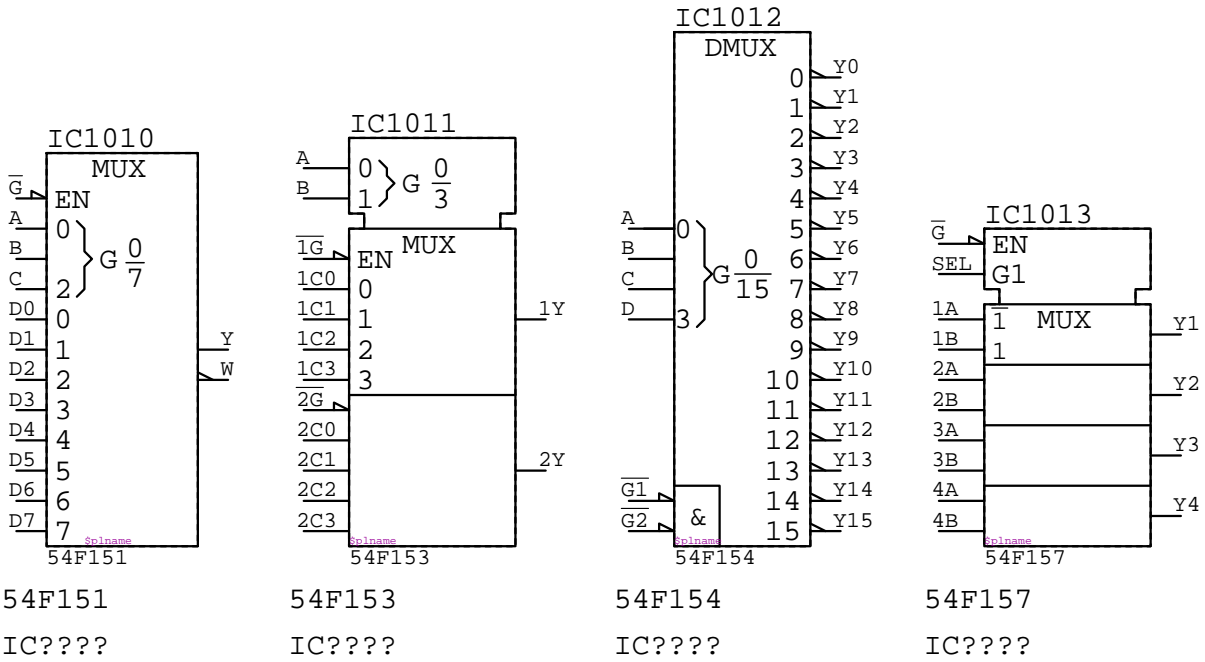 IC1010
MUX
G
EN
A
0
B
G 0
7
C
2
D0
0
D1
1
D2
2
D3
3
D4
4
D5
5
D6
6
D7
7
Y
W
$plname
54F151
54F151
IC????
IC1011
A
0
B
1
G 0
3
MUX
1G
EN
1C0
0
1C1
1
1C2
2
1C3
3
1Y
2G
2C0
2C1
2C2
2C3
2Y
$plname
54F153
54F153
IC????
IC1012
DMUX
A
0
B
C
D
3
G 0
15
0
Y0
1
Y1
2
Y2
3
Y3
4
Y4
5
Y5
6
Y6
7
Y7
8
Y8
9
Y9
10
Y10
11
Y11
12
Y12
13
Y13
14
Y14
15
Y15
G1
G2
&
$plname
54F154
54F154
IC????
IC1013
G
EN
SEL
G1
1A
1
MUX
1B
1
Y1
2A
2B
Y2
3A
3B
Y3
4A
4B
Y4
$plname
54F157
54F157
IC????